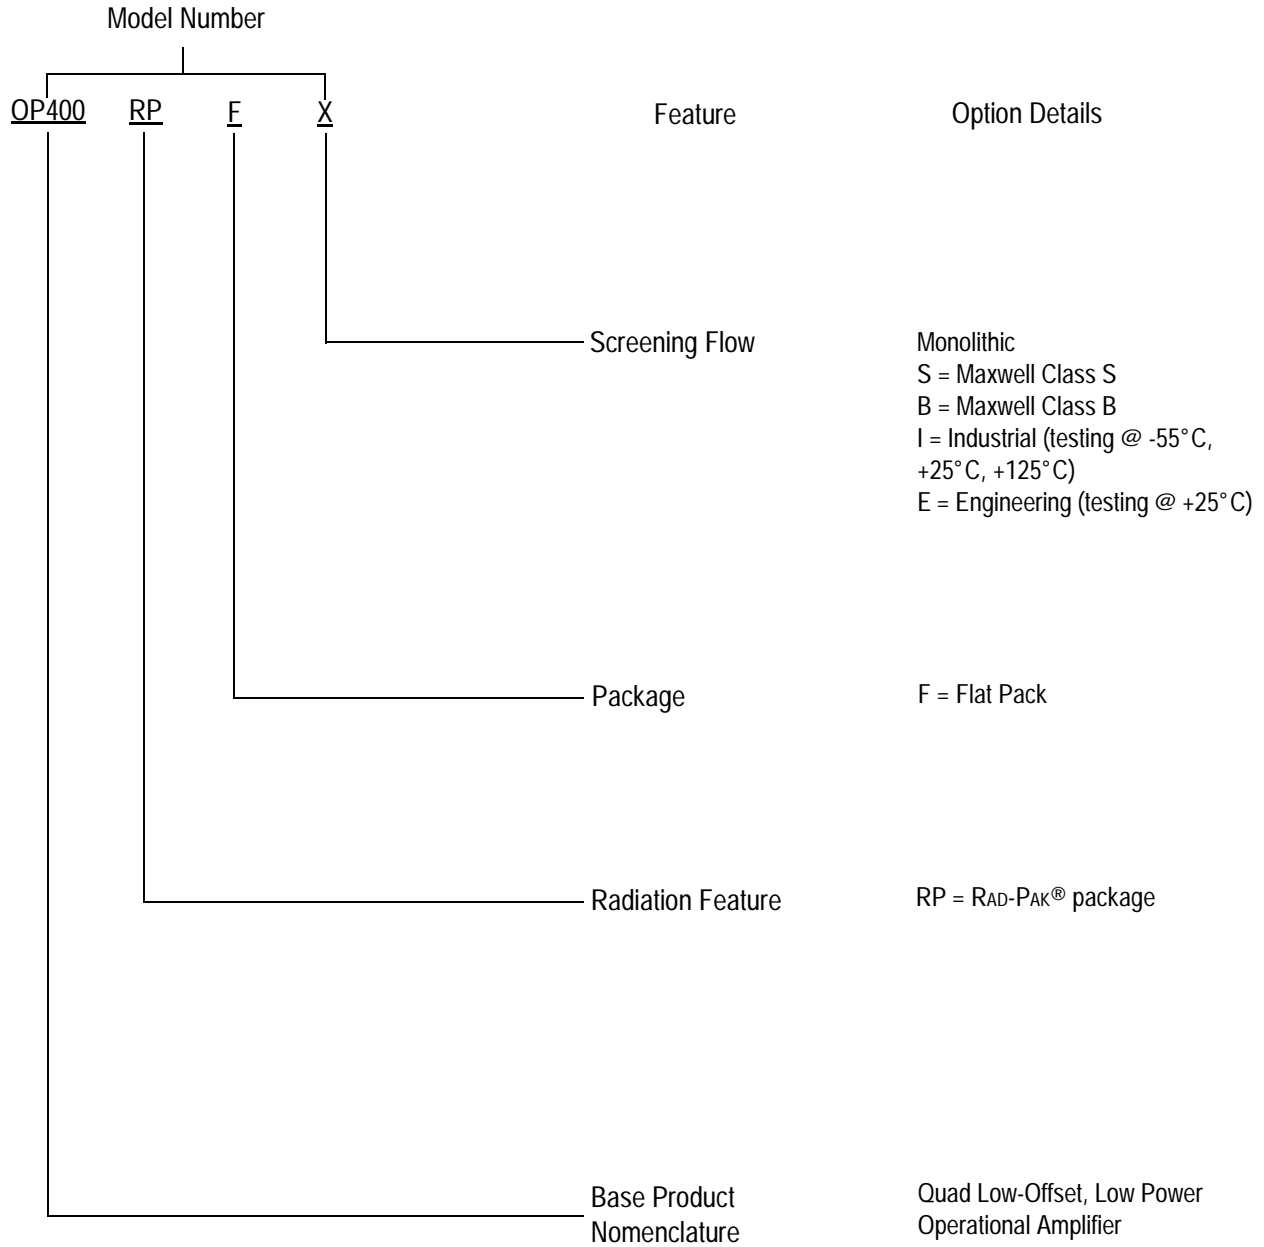 Model Number
OP400 RP F X
Feature Option Details
Screening Flow
Monolithic
S = Maxwell Class S
B = Maxwell Class B
I = Industrial (testing @ -55°C,
+25°C, +125°C)
E = Engineering (testing @ +25°C)
Package
F = Flat Pack
Radiation Feature
RP = RAD-PAK® package
Base Product
Nomenclature
Quad Low-Offset, Low Power
Operational Amplifier